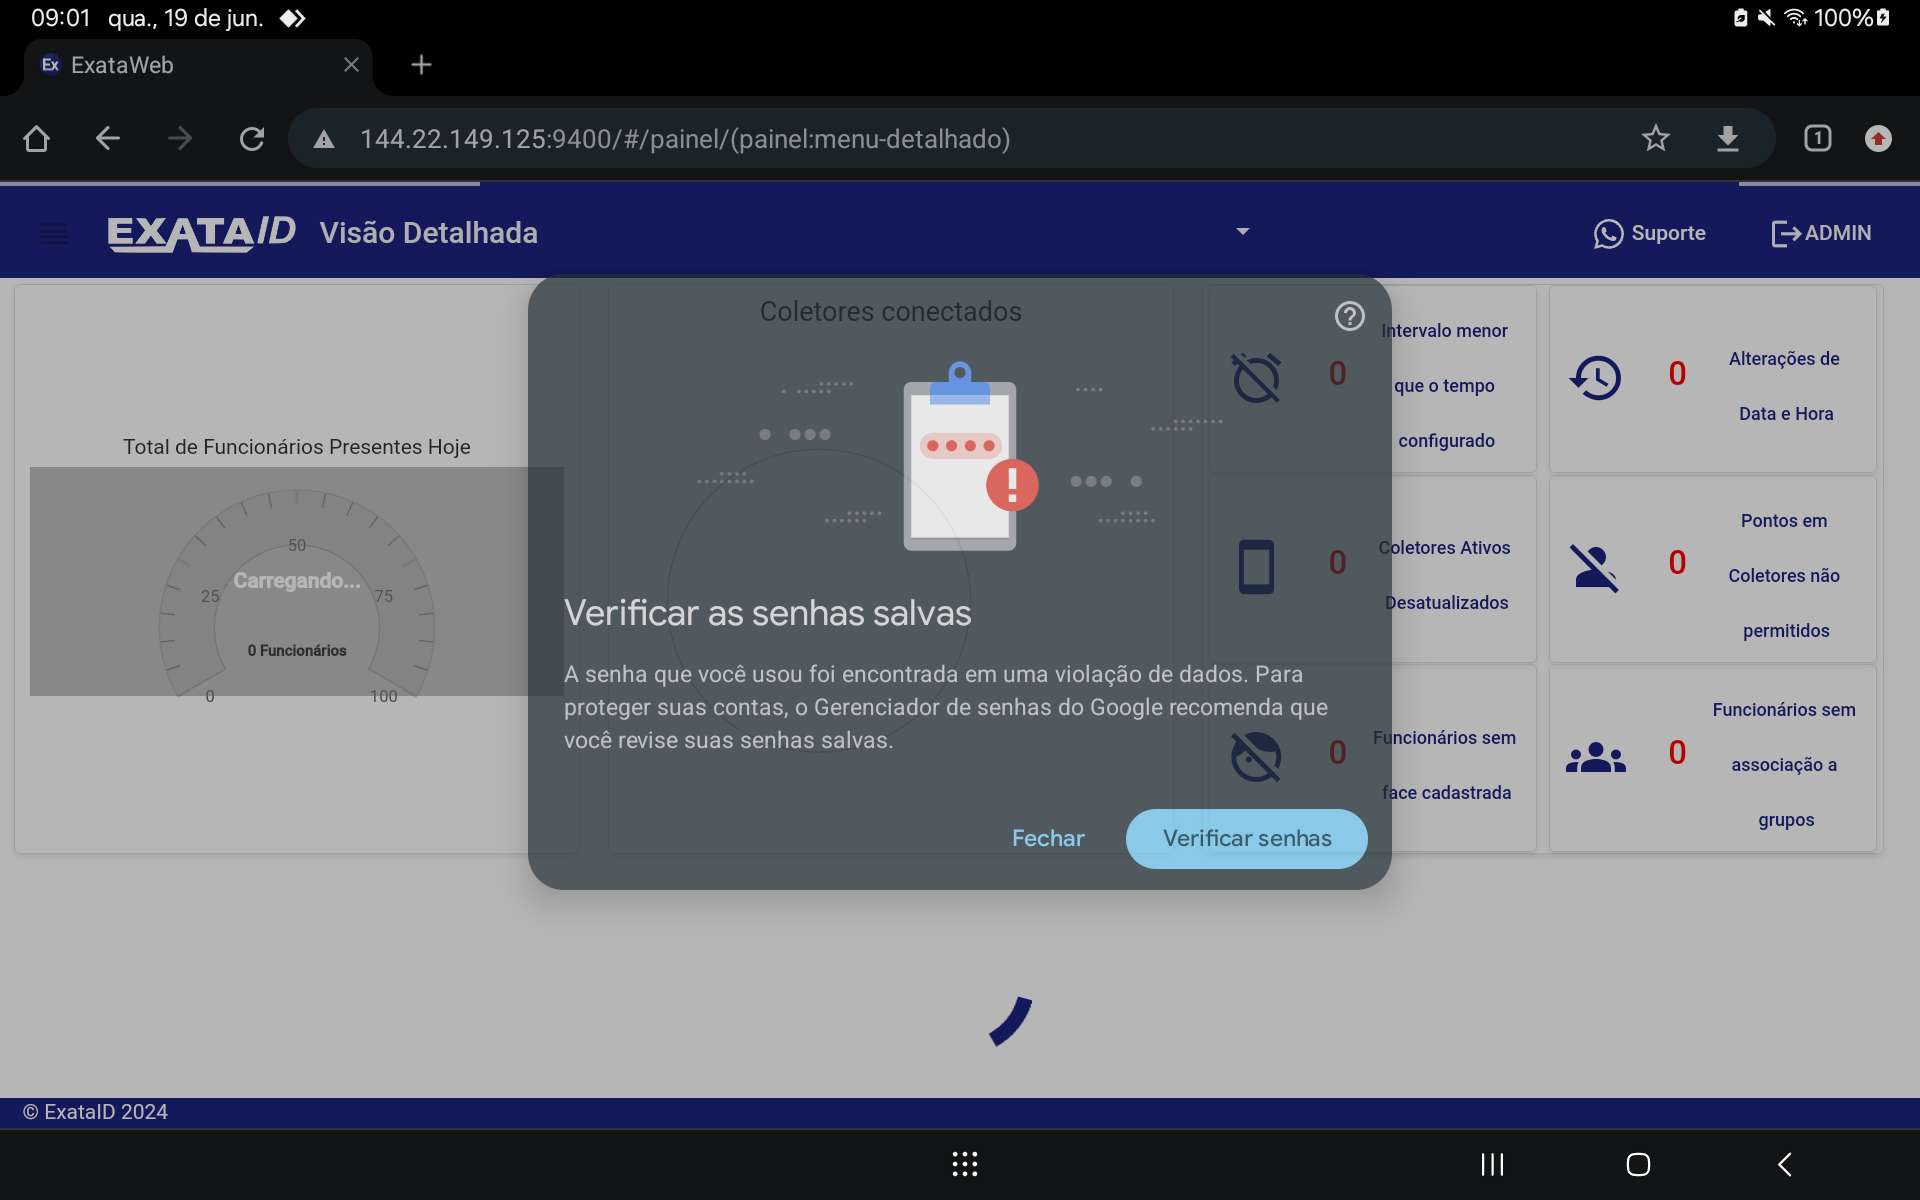 09:01 qua., 19 de jun.
100%
Ex ExataWeb
144.22.149.125:9400/#/painel/(painel:menu-detalhado)
1
EXATAID Visão Detalhada
Suporte
ADMIN
Total de Funcionários Presentes Hoje
50
Carregando...
25
75
0 Funcionários
0
100
Coletores conectados
Verificar as senhas salvas
A senha que você usou foi encontrada em uma violação de dados. Para
proteger suas contas, o Gerenciador de senhas do Google recomenda que
você revise suas senhas salvas.
Fechar
Verificar senhas
0
Intervalo menor
que o tempo
configurado
0
Alterações de
Data e Hora
0
Coletores Ativos
Desatualizados
0
Pontos em
Coletores não
permitidos
0
Funcionários sem
face cadastrada
0
Funcionários sem
associação a
grupos
© ExataID 2024